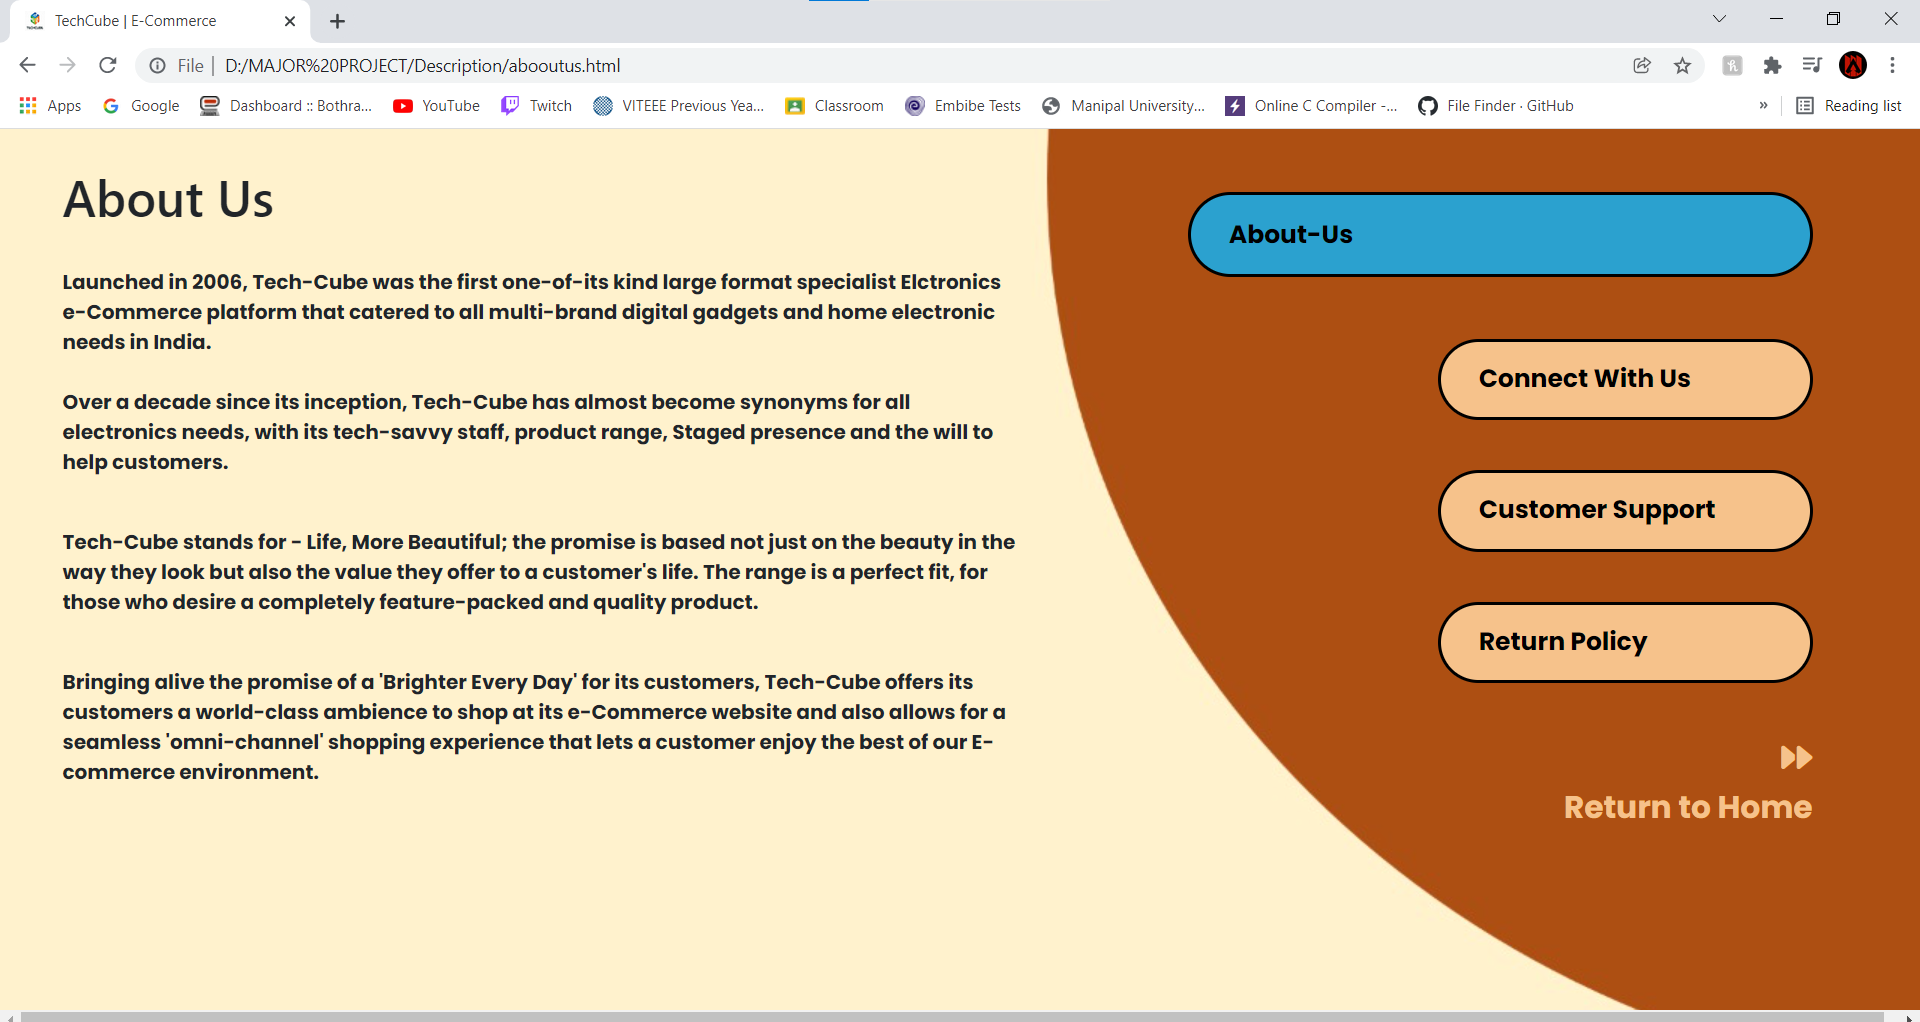 TechCube | E-Commerce
File | D:/MAJOR%20PROJECT/Description/abooutus.html
Apps Google Dashboard :: Bothra... YouTube Twitch VITEEE Previous Yea... Classroom Embibe Tests Manipal University... Online C Compiler -... File Finder · GitHub » Reading list
About Us
Launched in 2006, Tech-Cube was the first one-of-its kind large format specialist Elctronics
e-Commerce platform that catered to all multi-brand digital gadgets and home electronic
needs in India.
Over a decade since its inception, Tech-Cube has almost become synonyms for all
electronics needs, with its tech-savvy staff, product range, Staged presence and the will to
help customers.
Tech-Cube stands for - Life, More Beautiful; the promise is based not just on the beauty in the
way they look but also the value they offer to a customer's life. The range is a perfect fit, for
those who desire a completely feature-packed and quality product.
Bringing alive the promise of a 'Brighter Every Day' for its customers, Tech-Cube offers its
customers a world-class ambience to shop at its e-Commerce website and also allows for a
seamless 'omni-channel' shopping experience that lets a customer enjoy the best of our E-
commerce environment.
About-Us
Connect With Us
Customer Support
Return Policy
Return to Home